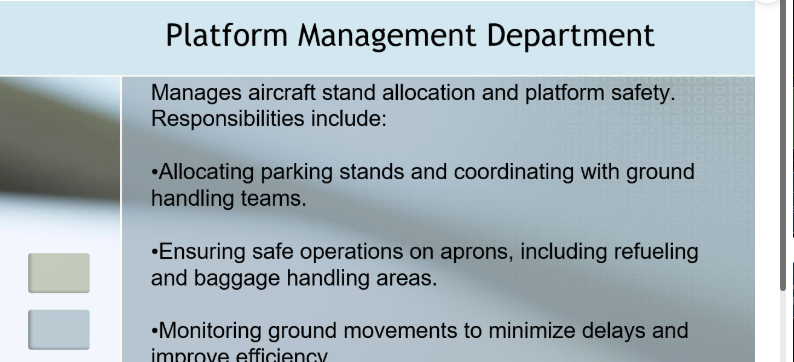 Platform Management Department
Manages aircraft stand allocation and platform safety.
Responsibilities include:
•Allocating parking stands and coordinating with ground
handling teams.
•Ensuring safe operations on aprons, including refueling
and baggage handling areas.
•Monitoring ground movements to minimize delays and
improve efficiency